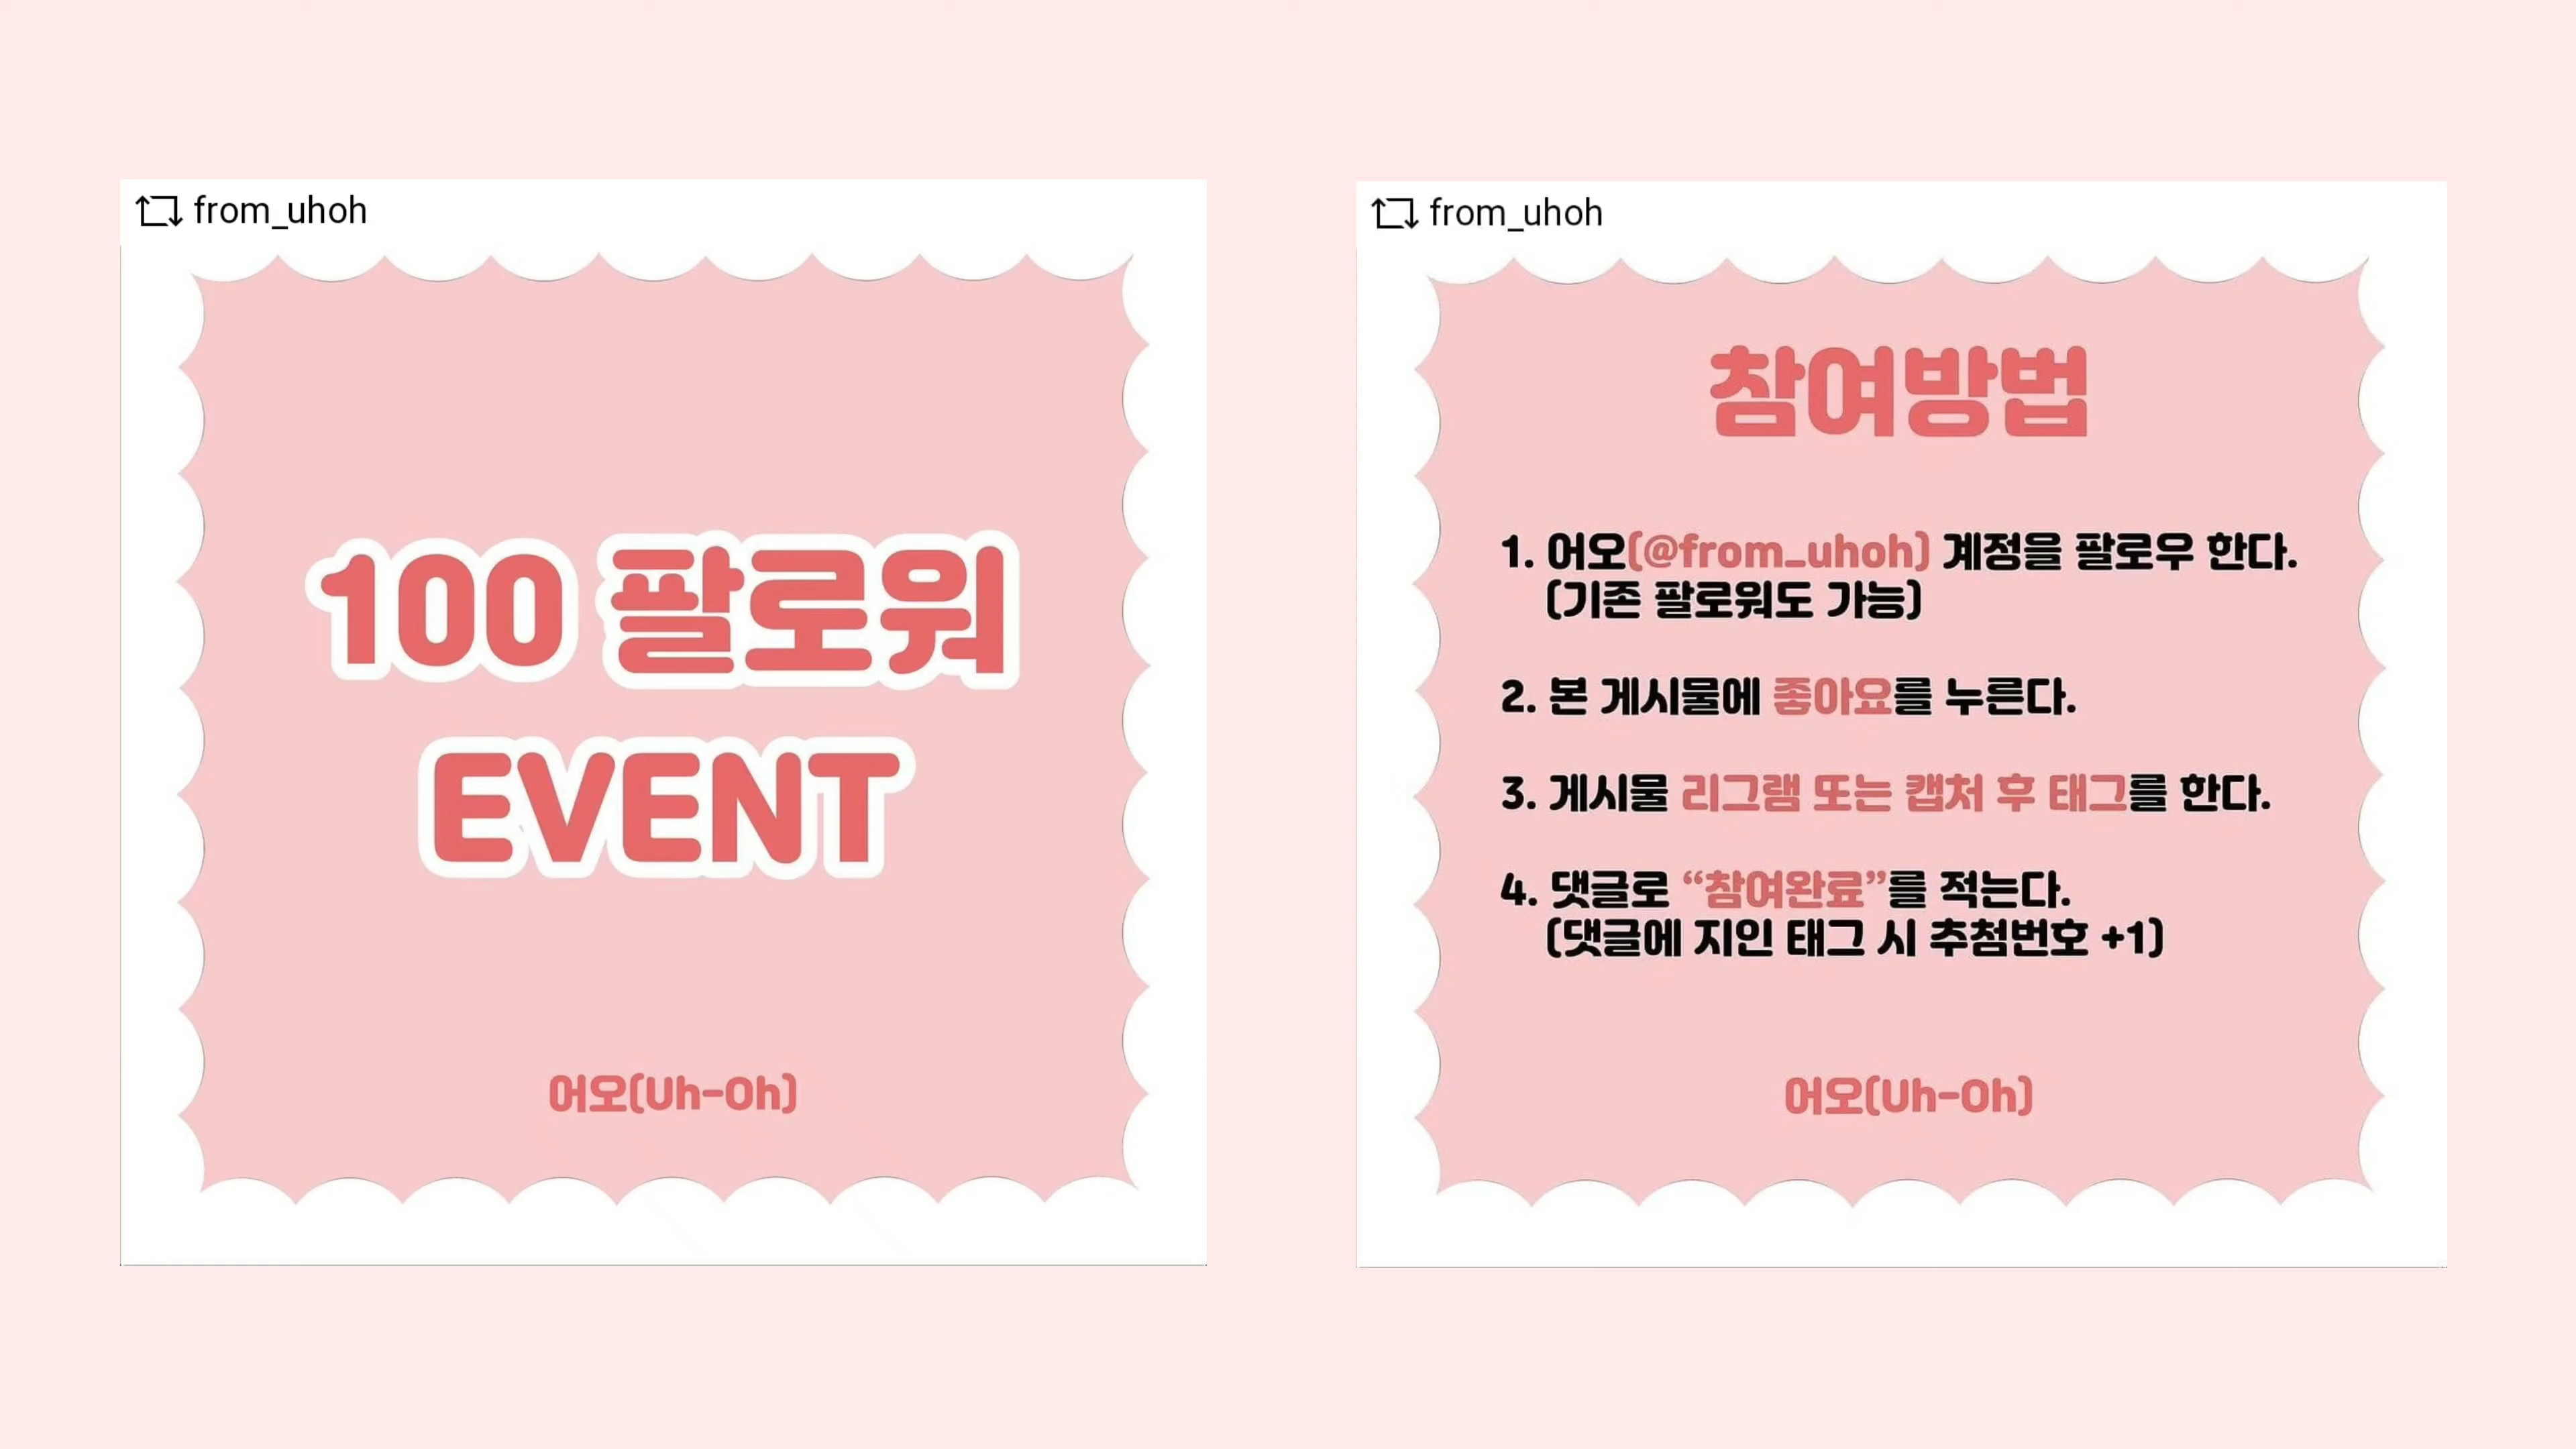 from_uhoh
100 팔로워
EVENT
어오(Uh-Oh)
from_uhoh
참여방법
1. 어오(@from_uhoh) 계정을 팔로우 한다.
(기존 팔로워도 가능)
2. 본 게시물에 좋아요를 누른다.
3. 게시물 리그램 또는 캡처 후 태그를 한다.
4. 댓글로 “참여완료”를 적는다.
(댓글에 지인 태그 시 추첨번호 +1)
어오(Uh-Oh)